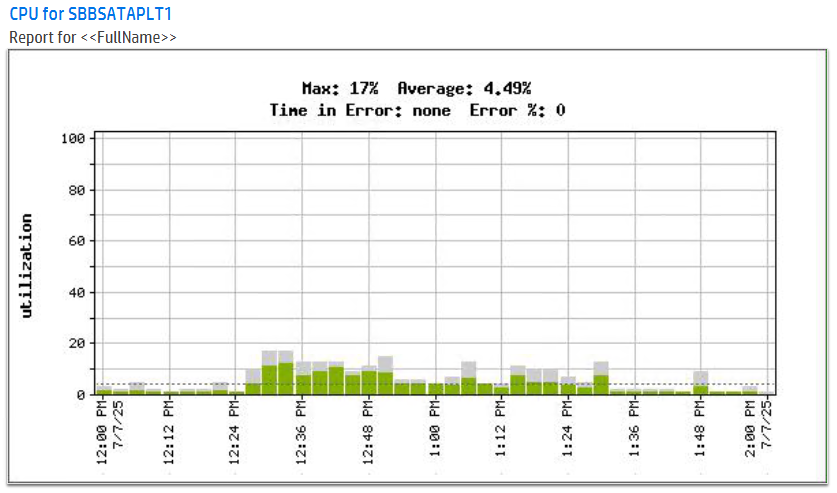 CPU for SBBSATAPLT1
Report for <<FullName>>
Max: 17% Average: 4.49%
Time in Error: none Error %: 0
utilization
100
80
60
40
20
0
12:00 PM
7/7/25
12:12 PM
12:24 PM
12:36 PM
12:48 PM
1:00 PM
1:12 PM
1:24 PM
1:36 PM
1:48 PM
2:00 PM
7/7/25